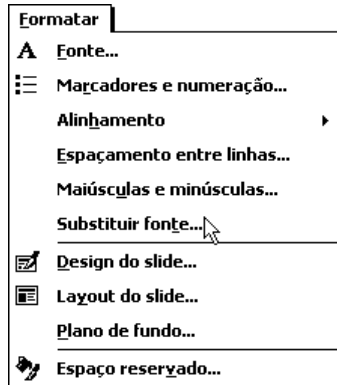 Formatar
Fonte...
Marcadores e numeração...
Alinhamento
Espaçamento entre linhas...
Maiúsculas e minúsculas...
Substituir fonte...
Design do slide...
Layout do slide...
Plano de fundo...
Espaço reservado...